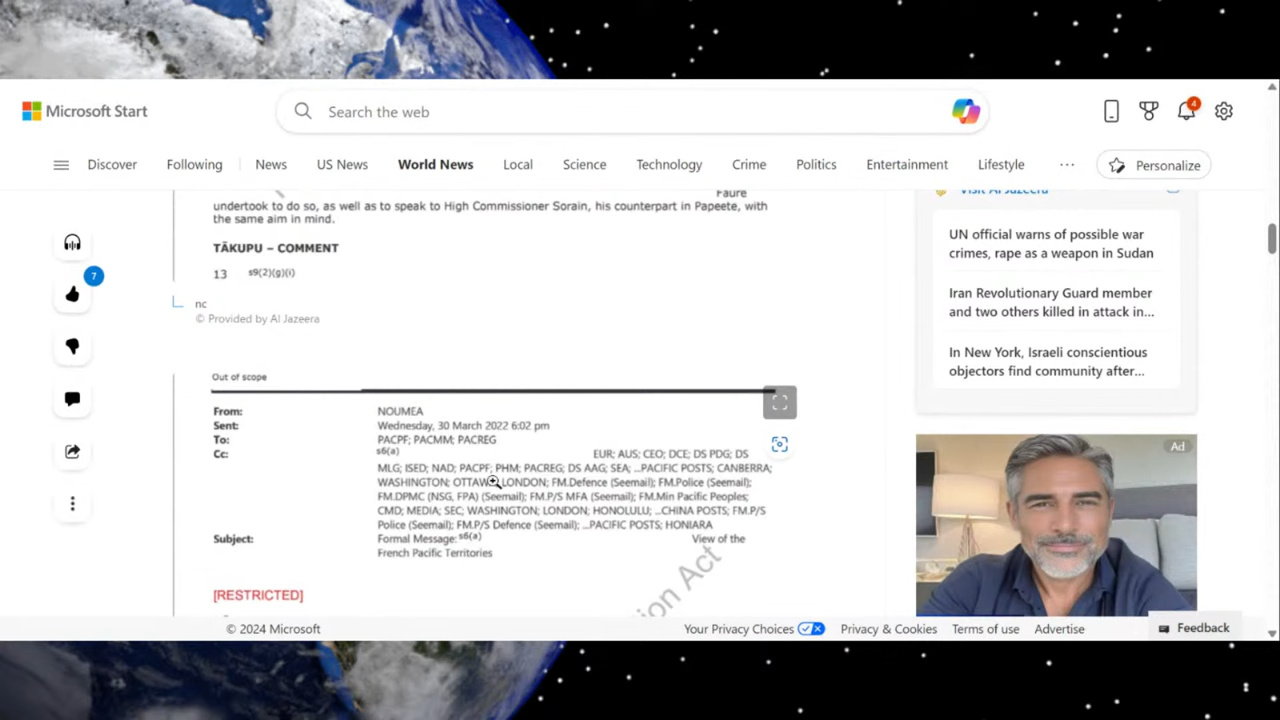 Microsoft Start
Search the web
4
Discover
Following
News
US News
World News
Local
Science
Technology
Crime
Politics
Entertainment
Lifestyle
...
Personalize
Faure
undertook to do so, as well as to speak to High Commissioner Sorain, his counterpart in Papeete, with
the same aim in mind.
TĀKUPU – COMMENT
13 s9(2)(g)(i)
7
nc
© Provided by Al Jazeera
Out of scope
From: NOUMEA
Sent: Wednesday, 30 March 2022 6:02 pm
To: PACPF; PACMM; PACREG
Cc: s6(a) EUR; AUS; CEO; DCE; DS PDG; DS
MLG; ISED; NAD; PACPF; PHM; PACREG; DS AAG; SEA; ...PACIFIC POSTS; CANBERRA;
WASHINGTON; OTTAWA; LONDON; FM.Defence (Seemail); FM.Police (Seemail);
FM.DPMC (NSG, FPA) (Seemail); FM.P/S MFA (Seemail); FM.Min Pacific Peoples;
CMD; MEDIA; SEC; WASHINGTON; LONDON; HONOLULU; ...CHINA POSTS; FM.P/S
Police (Seemail); FM.P/S Defence (Seemail); ...PACIFIC POSTS; HONIARA
Subject: Formal Message: s6(a) View of the
French Pacific Territories
[RESTRICTED]
ion Act
Visit Al Jazeera
UN official warns of possible war
crimes, rape as a weapon in Sudan
Iran Revolutionary Guard member
and two others killed in attack in...
In New York, Israeli conscientious
objectors find community after...
Ad
© 2024 Microsoft
Your Privacy Choices
Privacy & Cookies
Terms of use
Advertise
Feedback